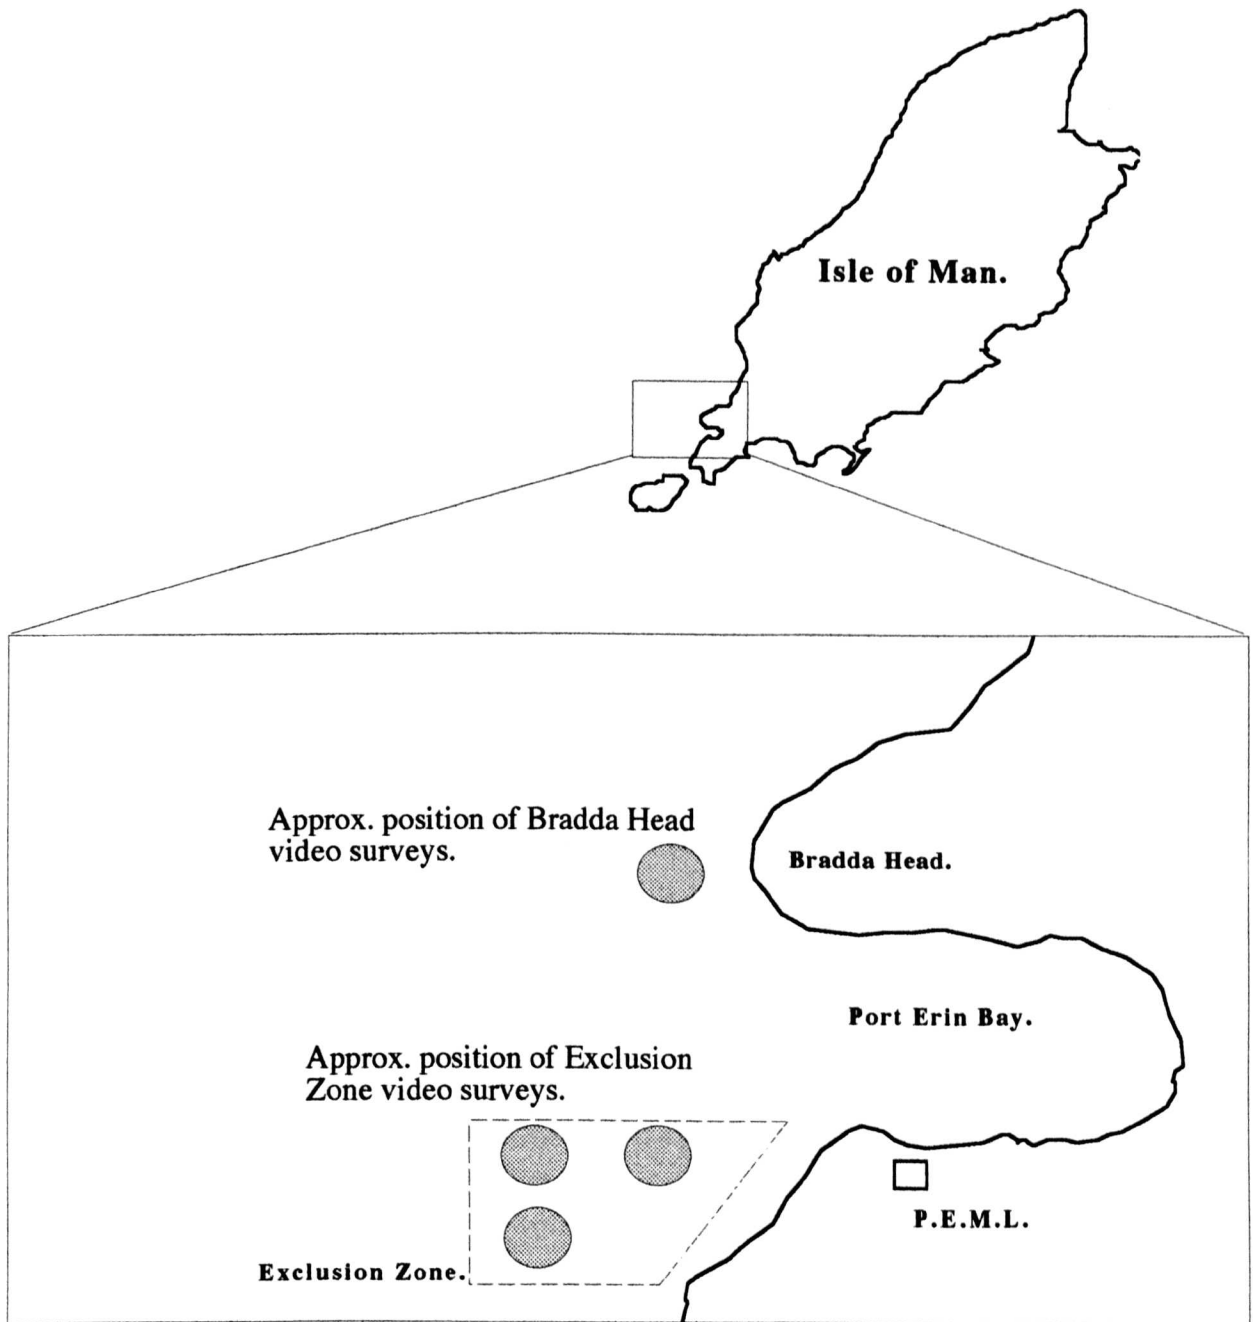 Isle of Man.
Approx. position of Bradda Head
video surveys.
Bradda Head.
Port Erin Bay.
Approx. position of Exclusion
Zone video surveys.
P.E.M.L.
Exclusion Zone.